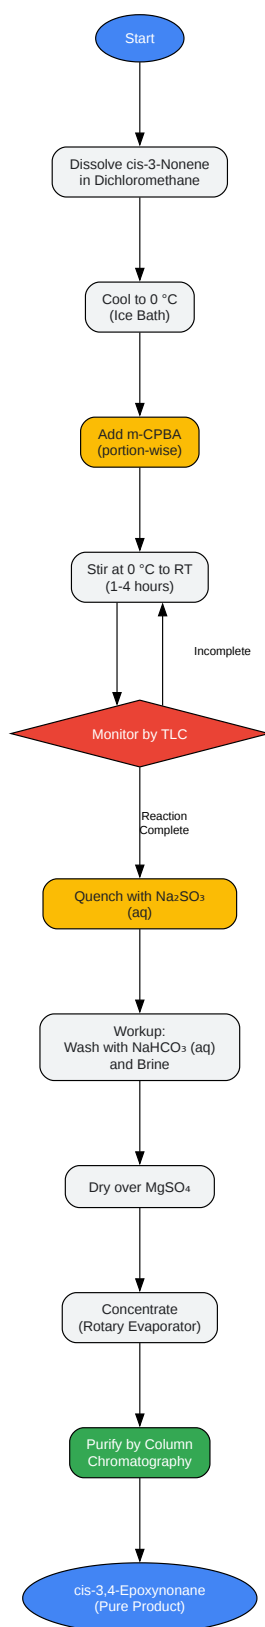 Start
Dissolve cis-3-Nonene
in Dichloromethane
Cool to 0 °C
(Ice Bath)
Add m-CPBA
(portion-wise)
Stir at 0 °C to RT
(1-4 hours)
Incomplete
Monitor by TLC
Reaction
Complete
Quench with Na₂SO₃
(aq)
Workup:
Wash with NaHCO₃ (aq)
and Brine
Dry over MgSO₄
Concentrate
(Rotary Evaporator)
Purify by Column
Chromatography
cis-3,4-Epoxynonane
(Pure Product)